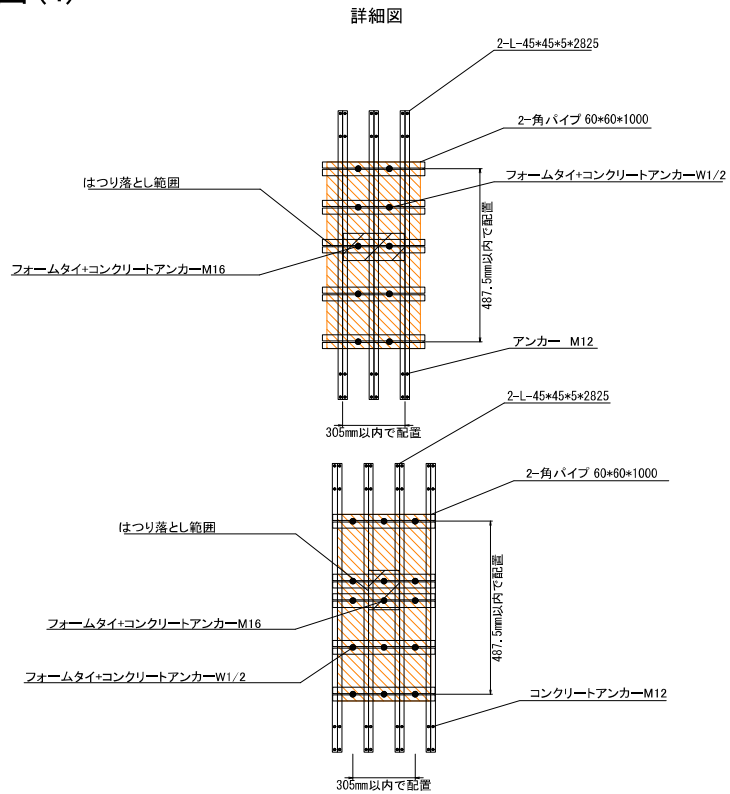 詳細図
2-L-45*45*5*2825
2-角パイプ 60*60*1000
フォームタイ+コンクリートアンカーW1/2
はつり落とし範囲
フォームタイ+コンクリートアンカーM16
487.5mm以内で配置
アンカー M12
305mm以内で配置
2-L-45*45*5*2825
2-角パイプ 60*60*1000
はつり落とし範囲
487.5mm以内で配置
フォームタイ+コンクリートアンカーM16
フォームタイ+コンクリートアンカーW1/2
コンクリートアンカーM12
305mm以内で配置